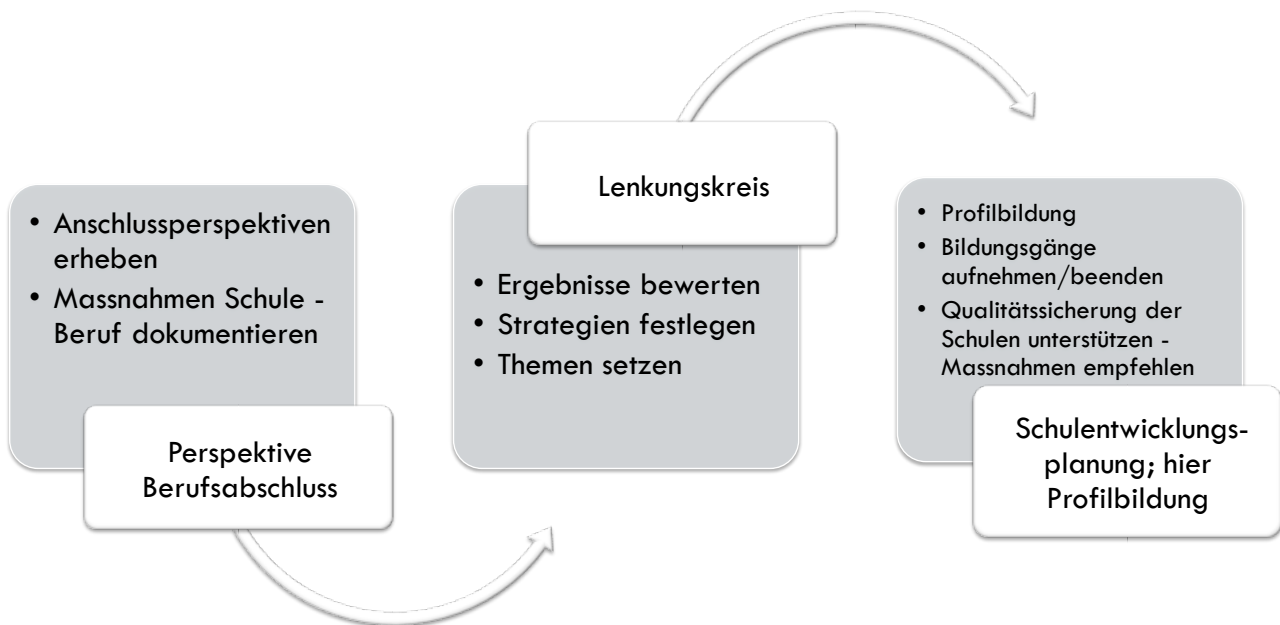 • Anschlussperspektiven
erheben
• Massnahmen Schule -
Beruf dokumentieren
Perspektive
Berufsabschluss
Lenkungskreis
• Ergebnisse bewerten
• Strategien festlegen
• Themen setzen
• Profilbildung
• Bildungsgänge
aufnehmen/beenden
• Qualitätssicherung der
Schulen unterstützen -
Massnahmen empfehlen
Schulentwicklungs-
planung; hier
Profilbildung